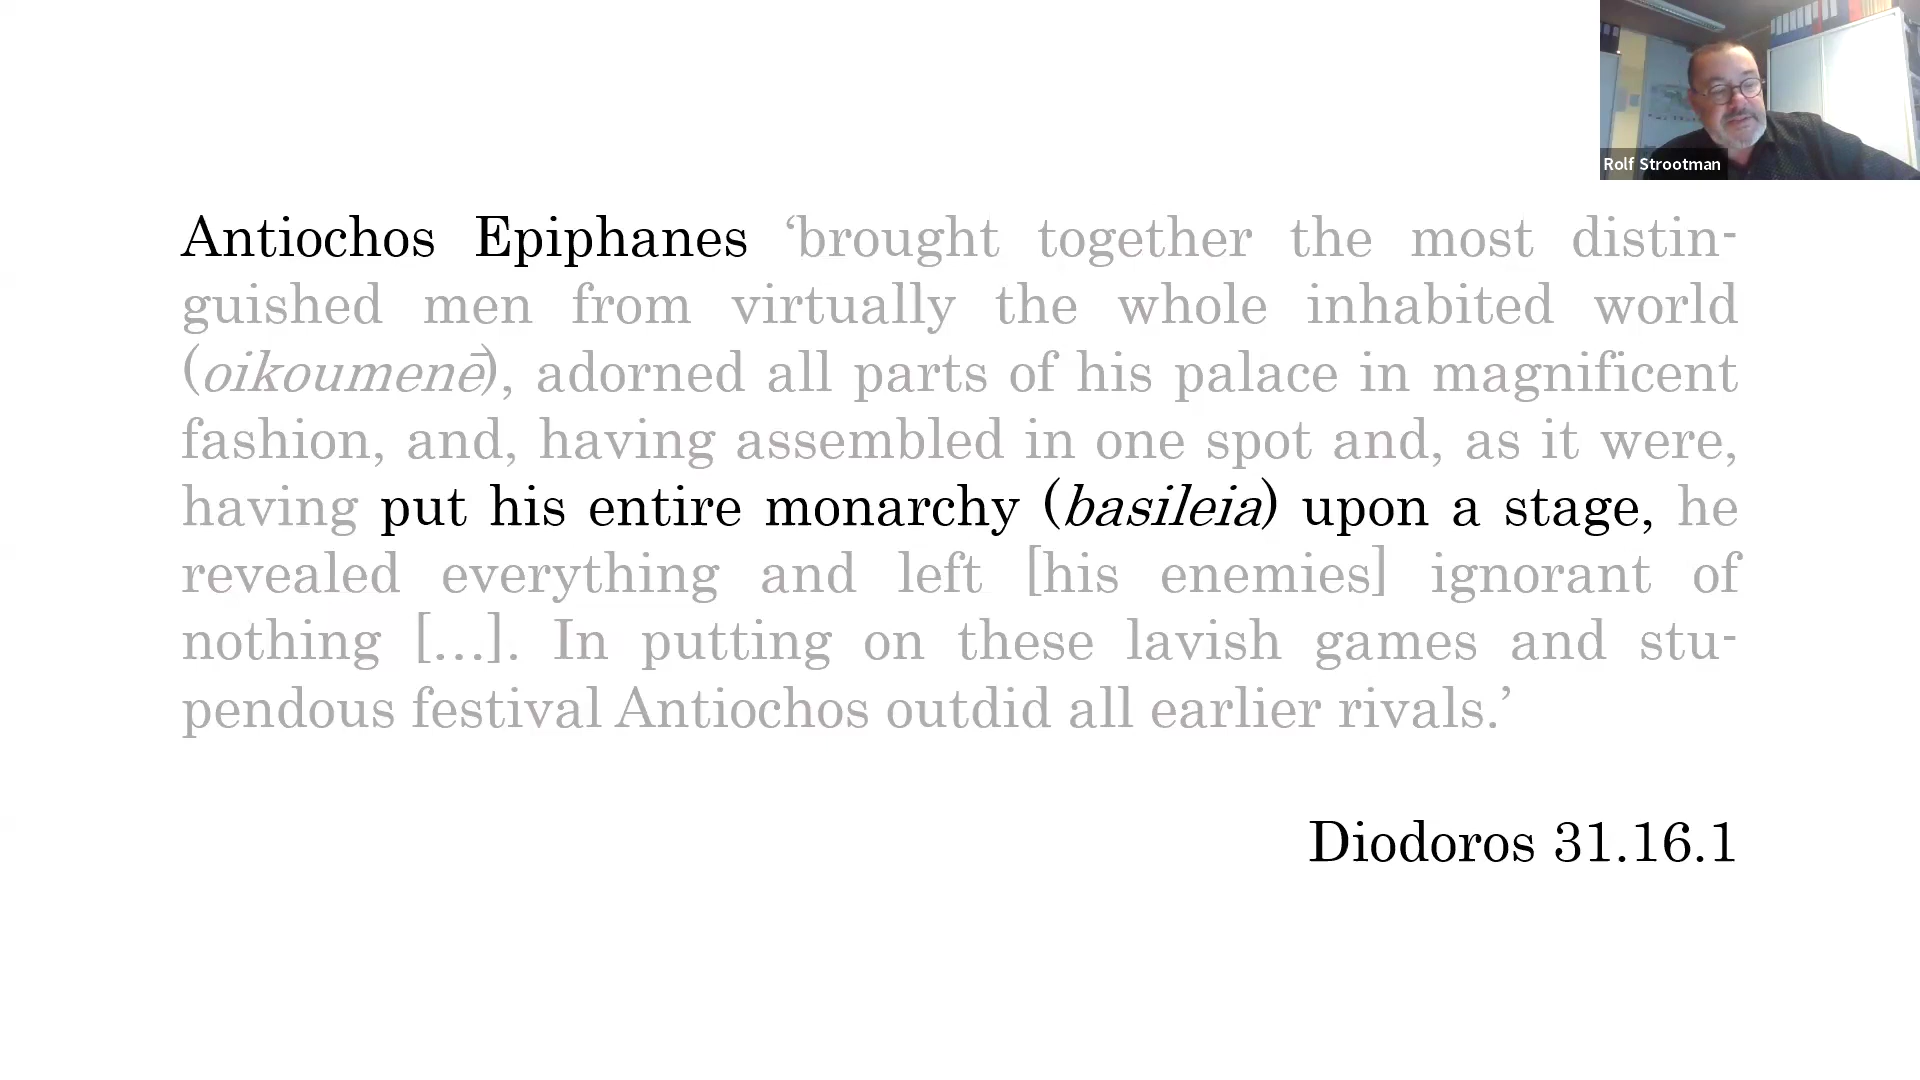 Rolf Strootman
Antiochos Epiphanes ‘brought together the most distin-
guished men from virtually the whole inhabited world
(oikoumenē), adorned all parts of his palace in magnificent
fashion, and, having assembled in one spot and, as it were,
having put his entire monarchy (basileia) upon a stage, he
revealed everything and left [his enemies] ignorant of
nothing [...]. In putting on these lavish games and stu-
pendous festival Antiochos outdid all earlier rivals.’
Diodoros 31.16.1